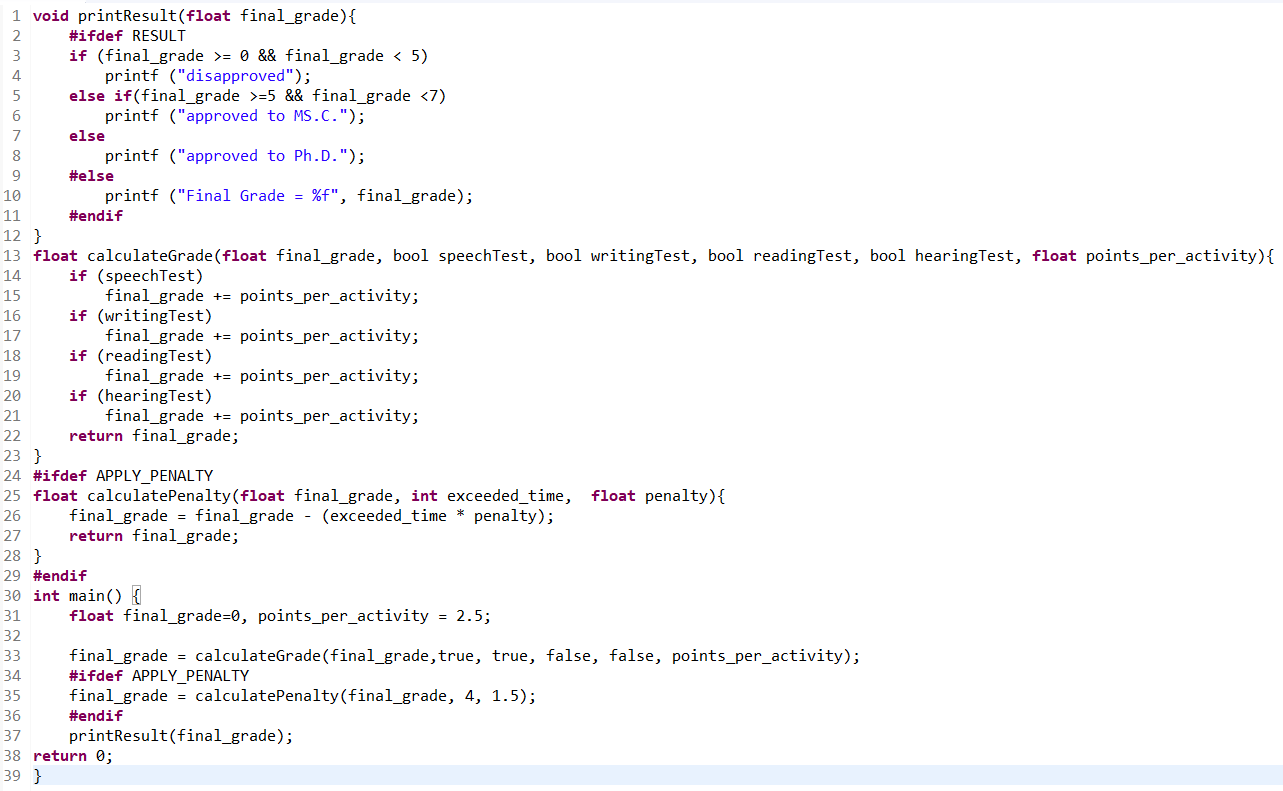 1 void printResult(float final_grade){
2     #ifdef RESULT
3     if (final_grade >= 0 && final_grade < 5)
4         printf ("disapproved");
5     else if(final_grade >=5 && final_grade <7)
6         printf ("approved to MS.C.");
7     else
8         printf ("approved to Ph.D.");
9     #else
10         printf ("Final Grade = %f", final_grade);
11     #endif
12 }
13 float calculateGrade(float final_grade, bool speechTest, bool writingTest, bool readingTest, bool hearingTest, float points_per_activity){
14     if (speechTest)
15         final_grade += points_per_activity;
16     if (writingTest)
17         final_grade += points_per_activity;
18     if (readingTest)
19         final_grade += points_per_activity;
20     if (hearingTest)
21         final_grade += points_per_activity;
22     return final_grade;
23 }
24 #ifdef APPLY_PENALTY
25 float calculatePenalty(float final_grade, int exceeded_time,  float penalty){
26     final_grade = final_grade - (exceeded_time * penalty);
27     return final_grade;
28 }
29 #endif
30 int main() {
31     float final_grade=0, points_per_activity = 2.5;
32
33     final_grade = calculateGrade(final_grade,true, true, false, false, points_per_activity);
34     #ifdef APPLY_PENALTY
35     final_grade = calculatePenalty(final_grade, 4, 1.5);
36     #endif
37     printResult(final_grade);
38 return 0;
39 }